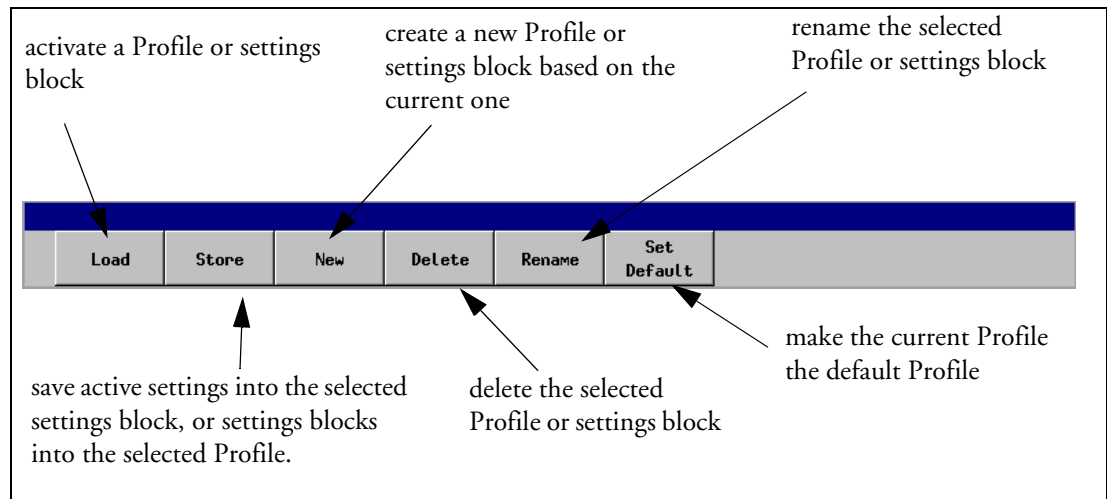 activate a Profile or settings
block
create a new Profile or
settings block based on the
current one
rename the selected
Profile or settings block
Load
Store
New
Delete
Rename
Set
Default
save active settings into the selected
settings block, or settings blocks
into the selected Profile.
delete the selected
Profile or settings block
make the current Profile
the default Profile